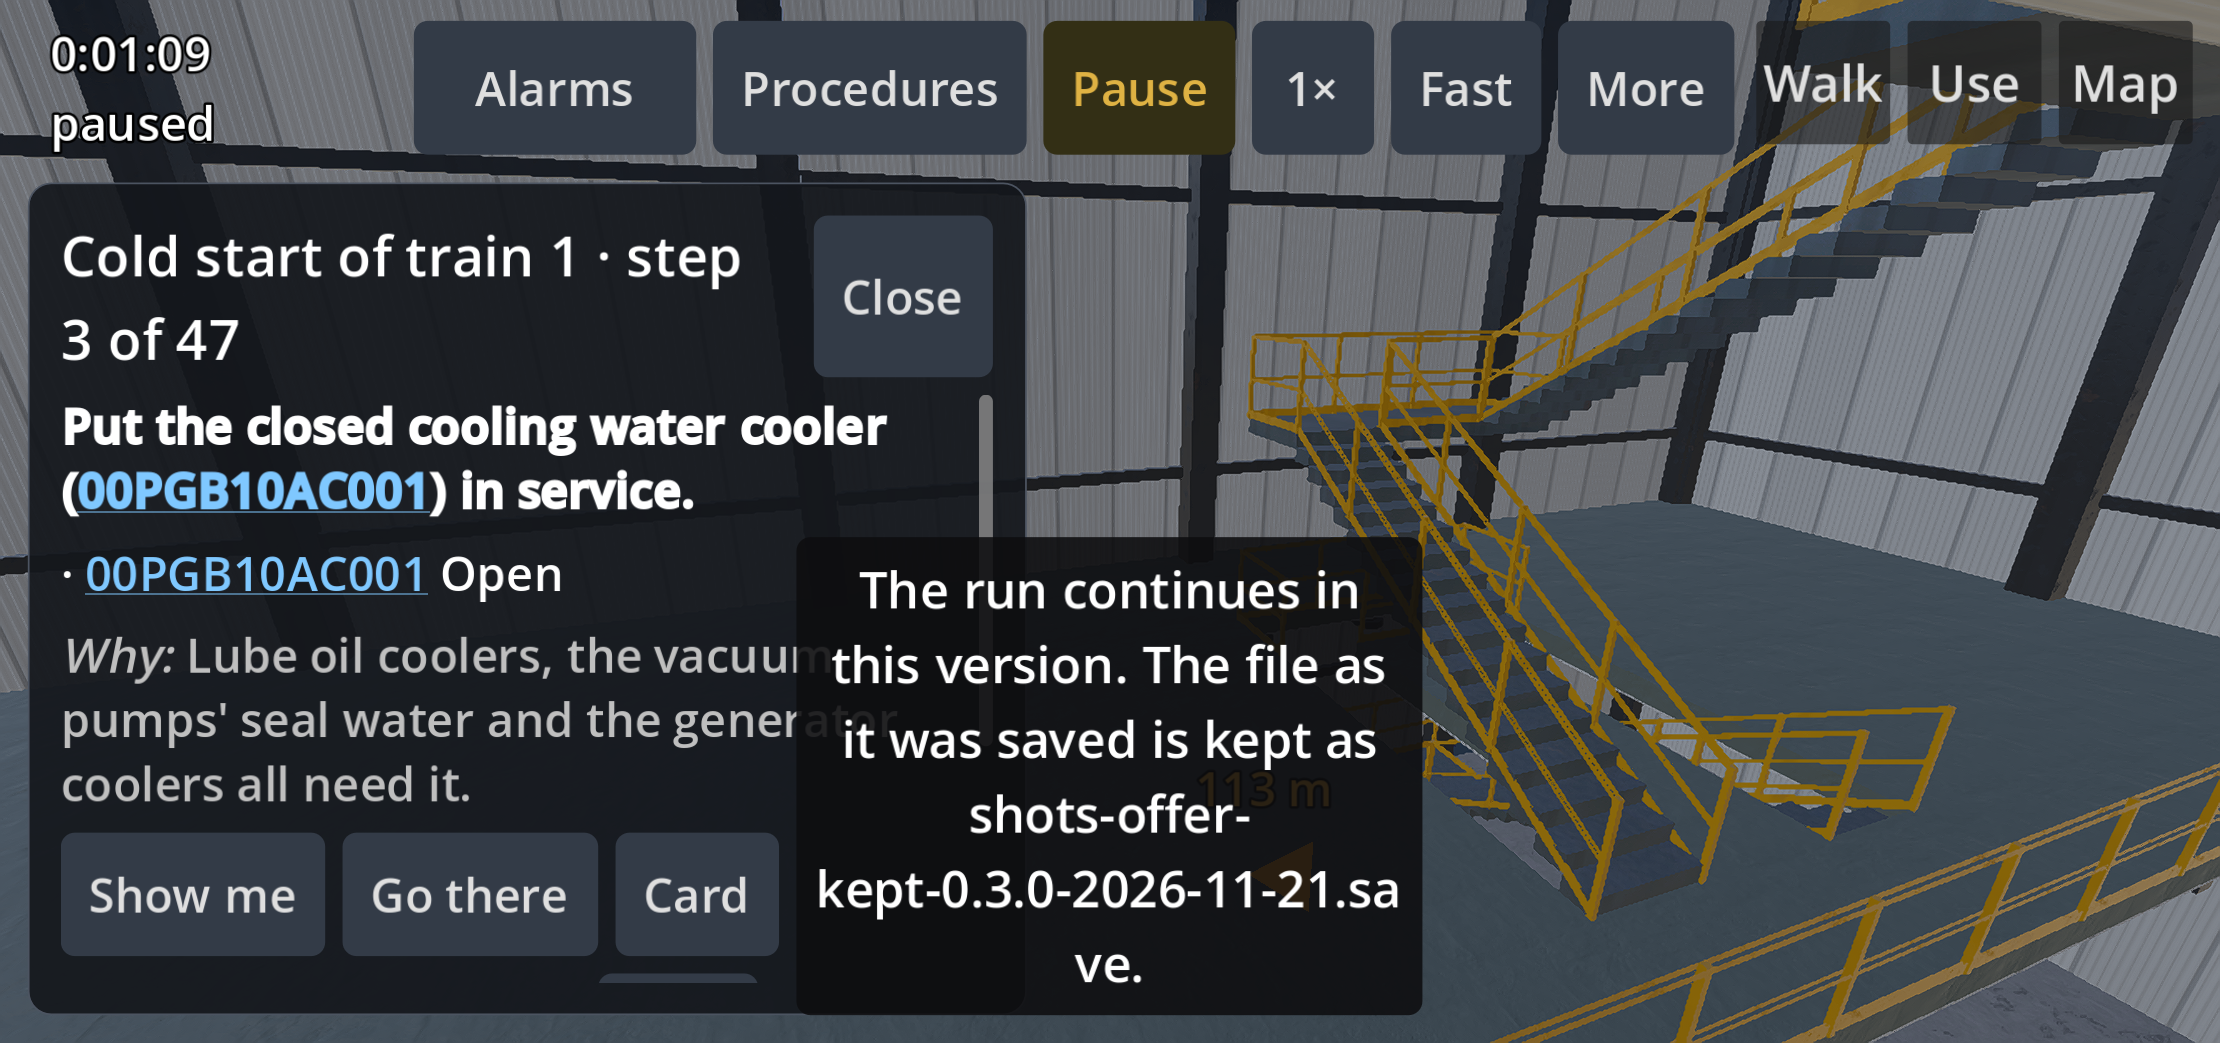 0:01:09
paused
Alarms
Procedures
Pause
1×
Fast
More
Walk
Use
Map
Cold start of train 1 · step
3 of 47
Close
Put the closed cooling water cooler
(00PGB10AC001) in service.
· 00PGB10AC001 Open
Why: Lube oil coolers, the vacuum
pumps' seal water and the generator
coolers all need it.
Show me
Go there
Card
The run continues in
this version. The file as
it was saved is kept as
shots-offer-
kept-0.3.0-2026-11-21.sa
ve.
113 m